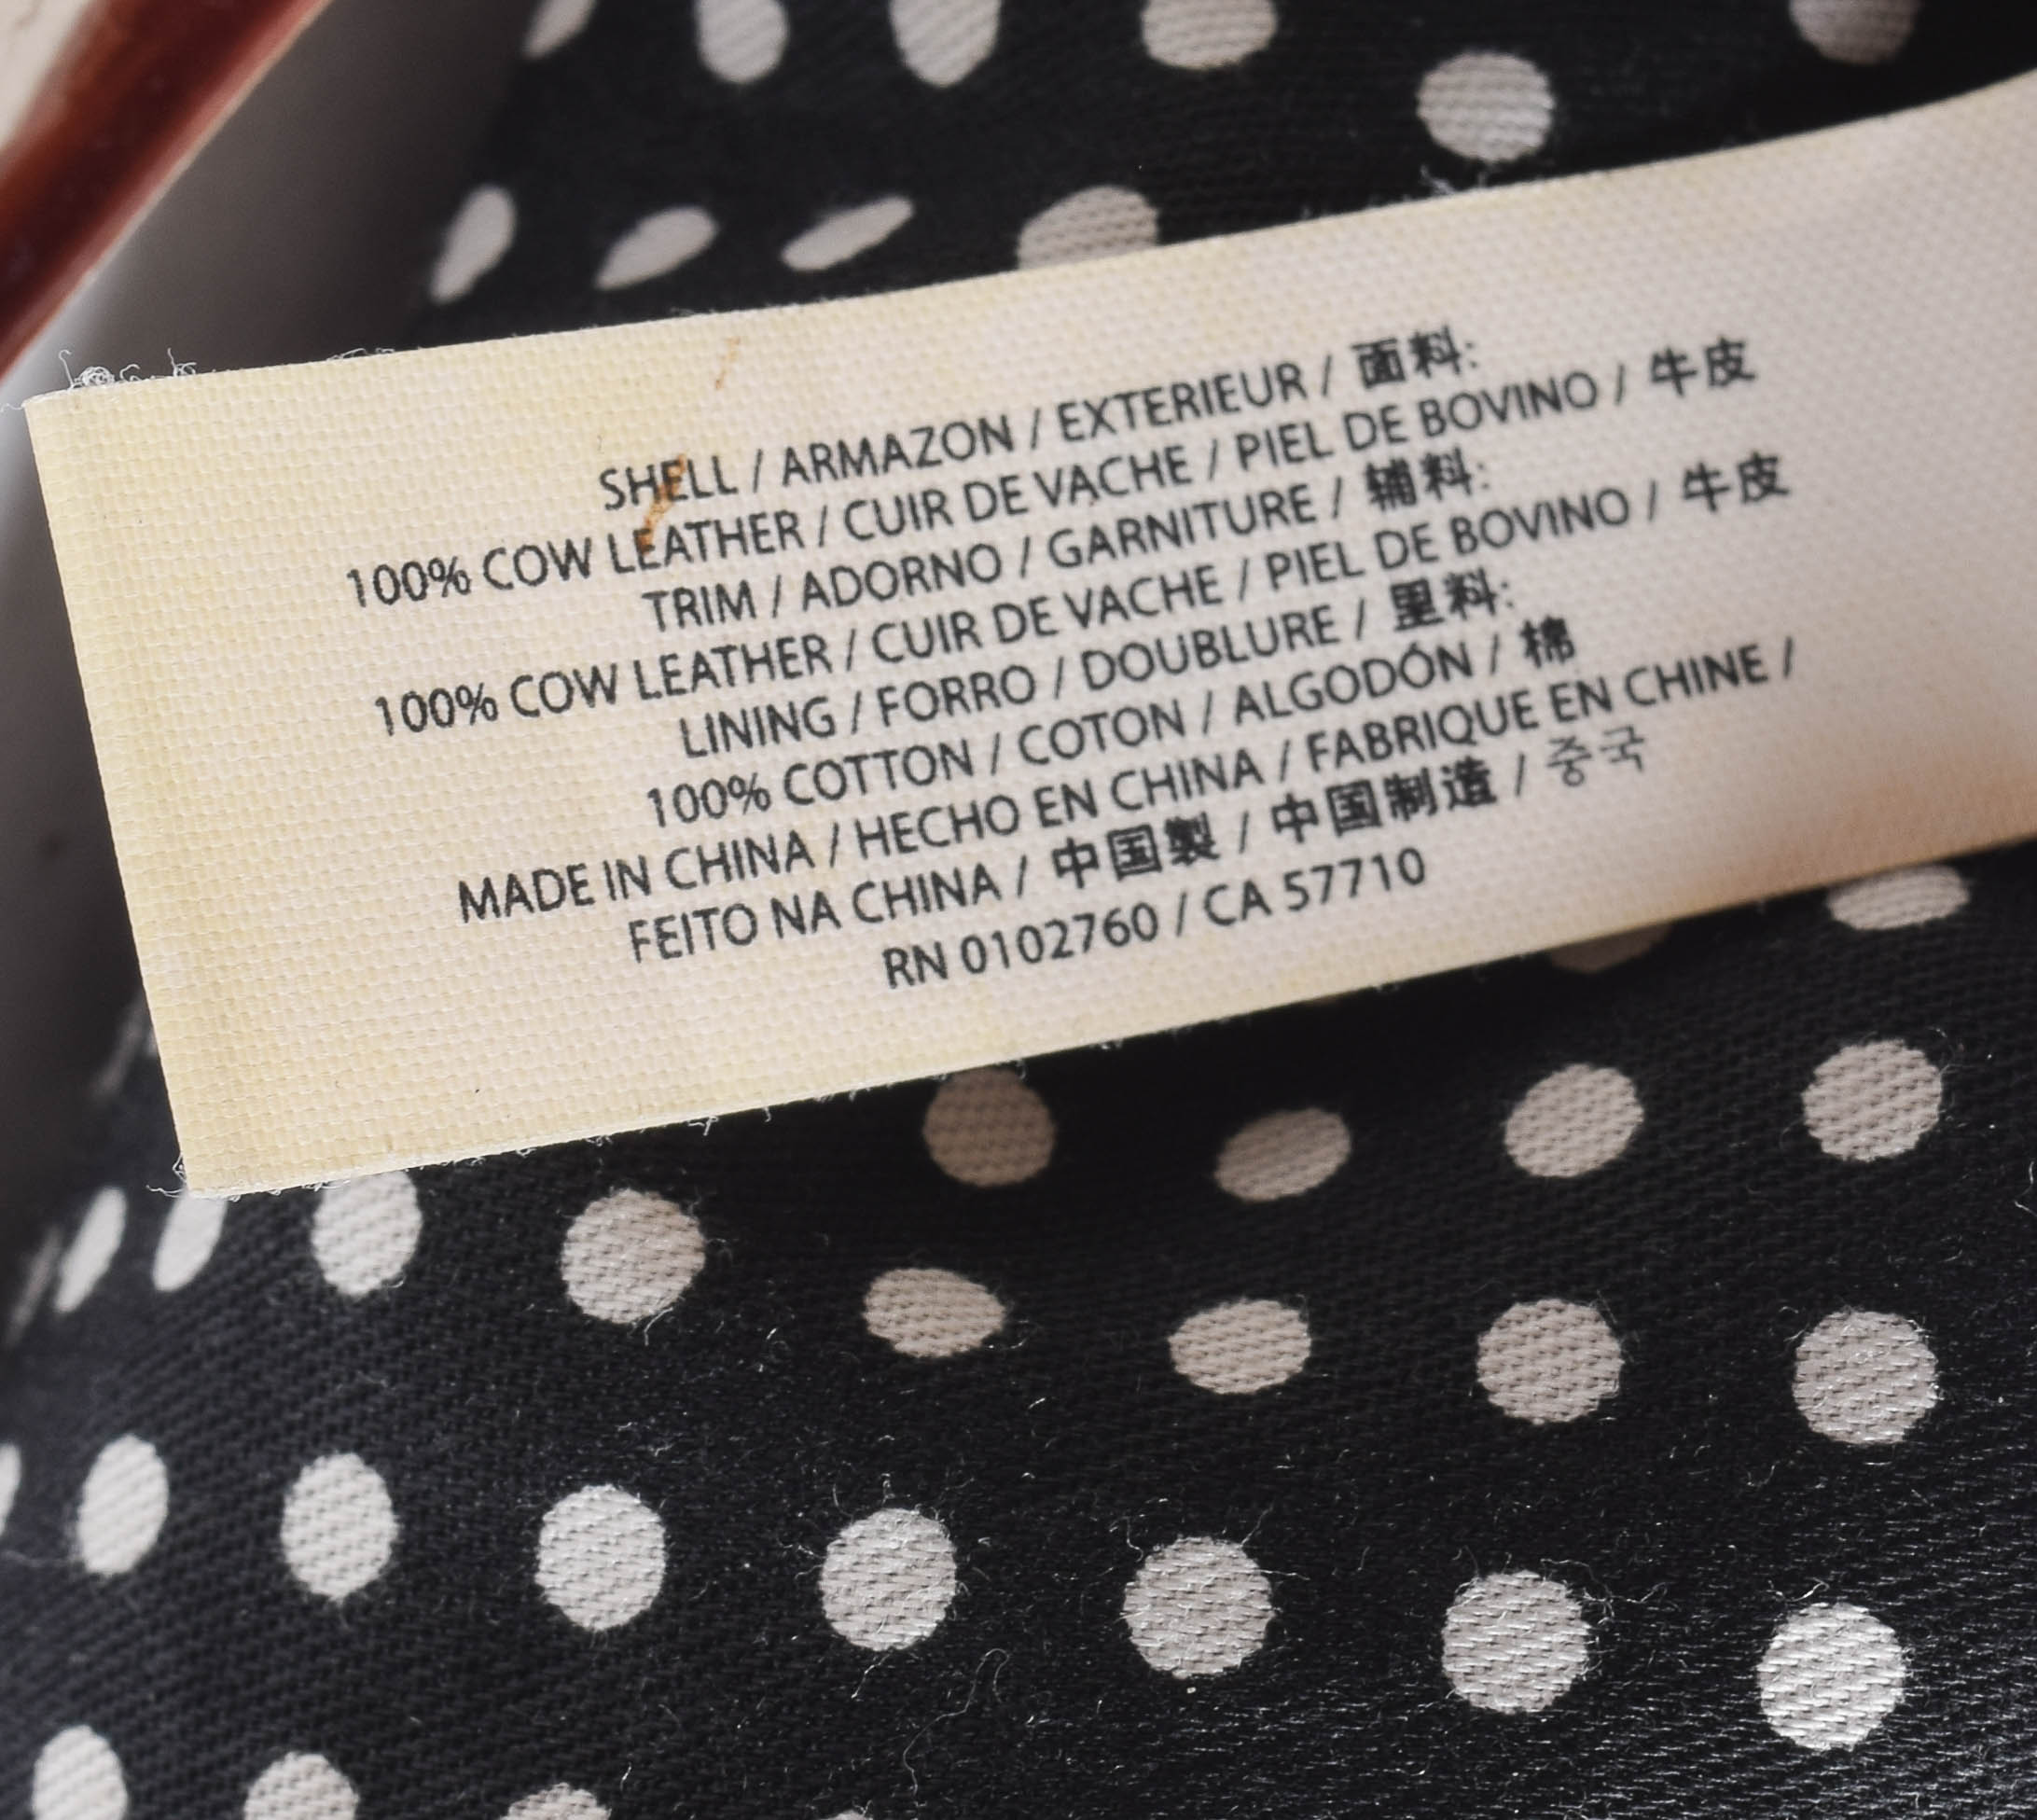 SHELL / ARMAZON / EXTERIEUR / 面料:
100% COW LEATHER / CUIR DE VACHE / PIEL DE BOVINO / 牛皮
TRIM / ADORNO / GARNITURE / 辅料:
100% COW LEATHER / CUIR DE VACHE / PIEL DE BOVINO / 牛皮
LINING / FORRO / DOUBLURE / 里料:
100% COTTON / COTON / ALGODÓN / 棉
MADE IN CHINA / HECHO EN CHINA / FABRIQUE EN CHINE /
FEITO NA CHINA / 中国製 / 中国制造 / 중국
RN 0102760 / CA 57710